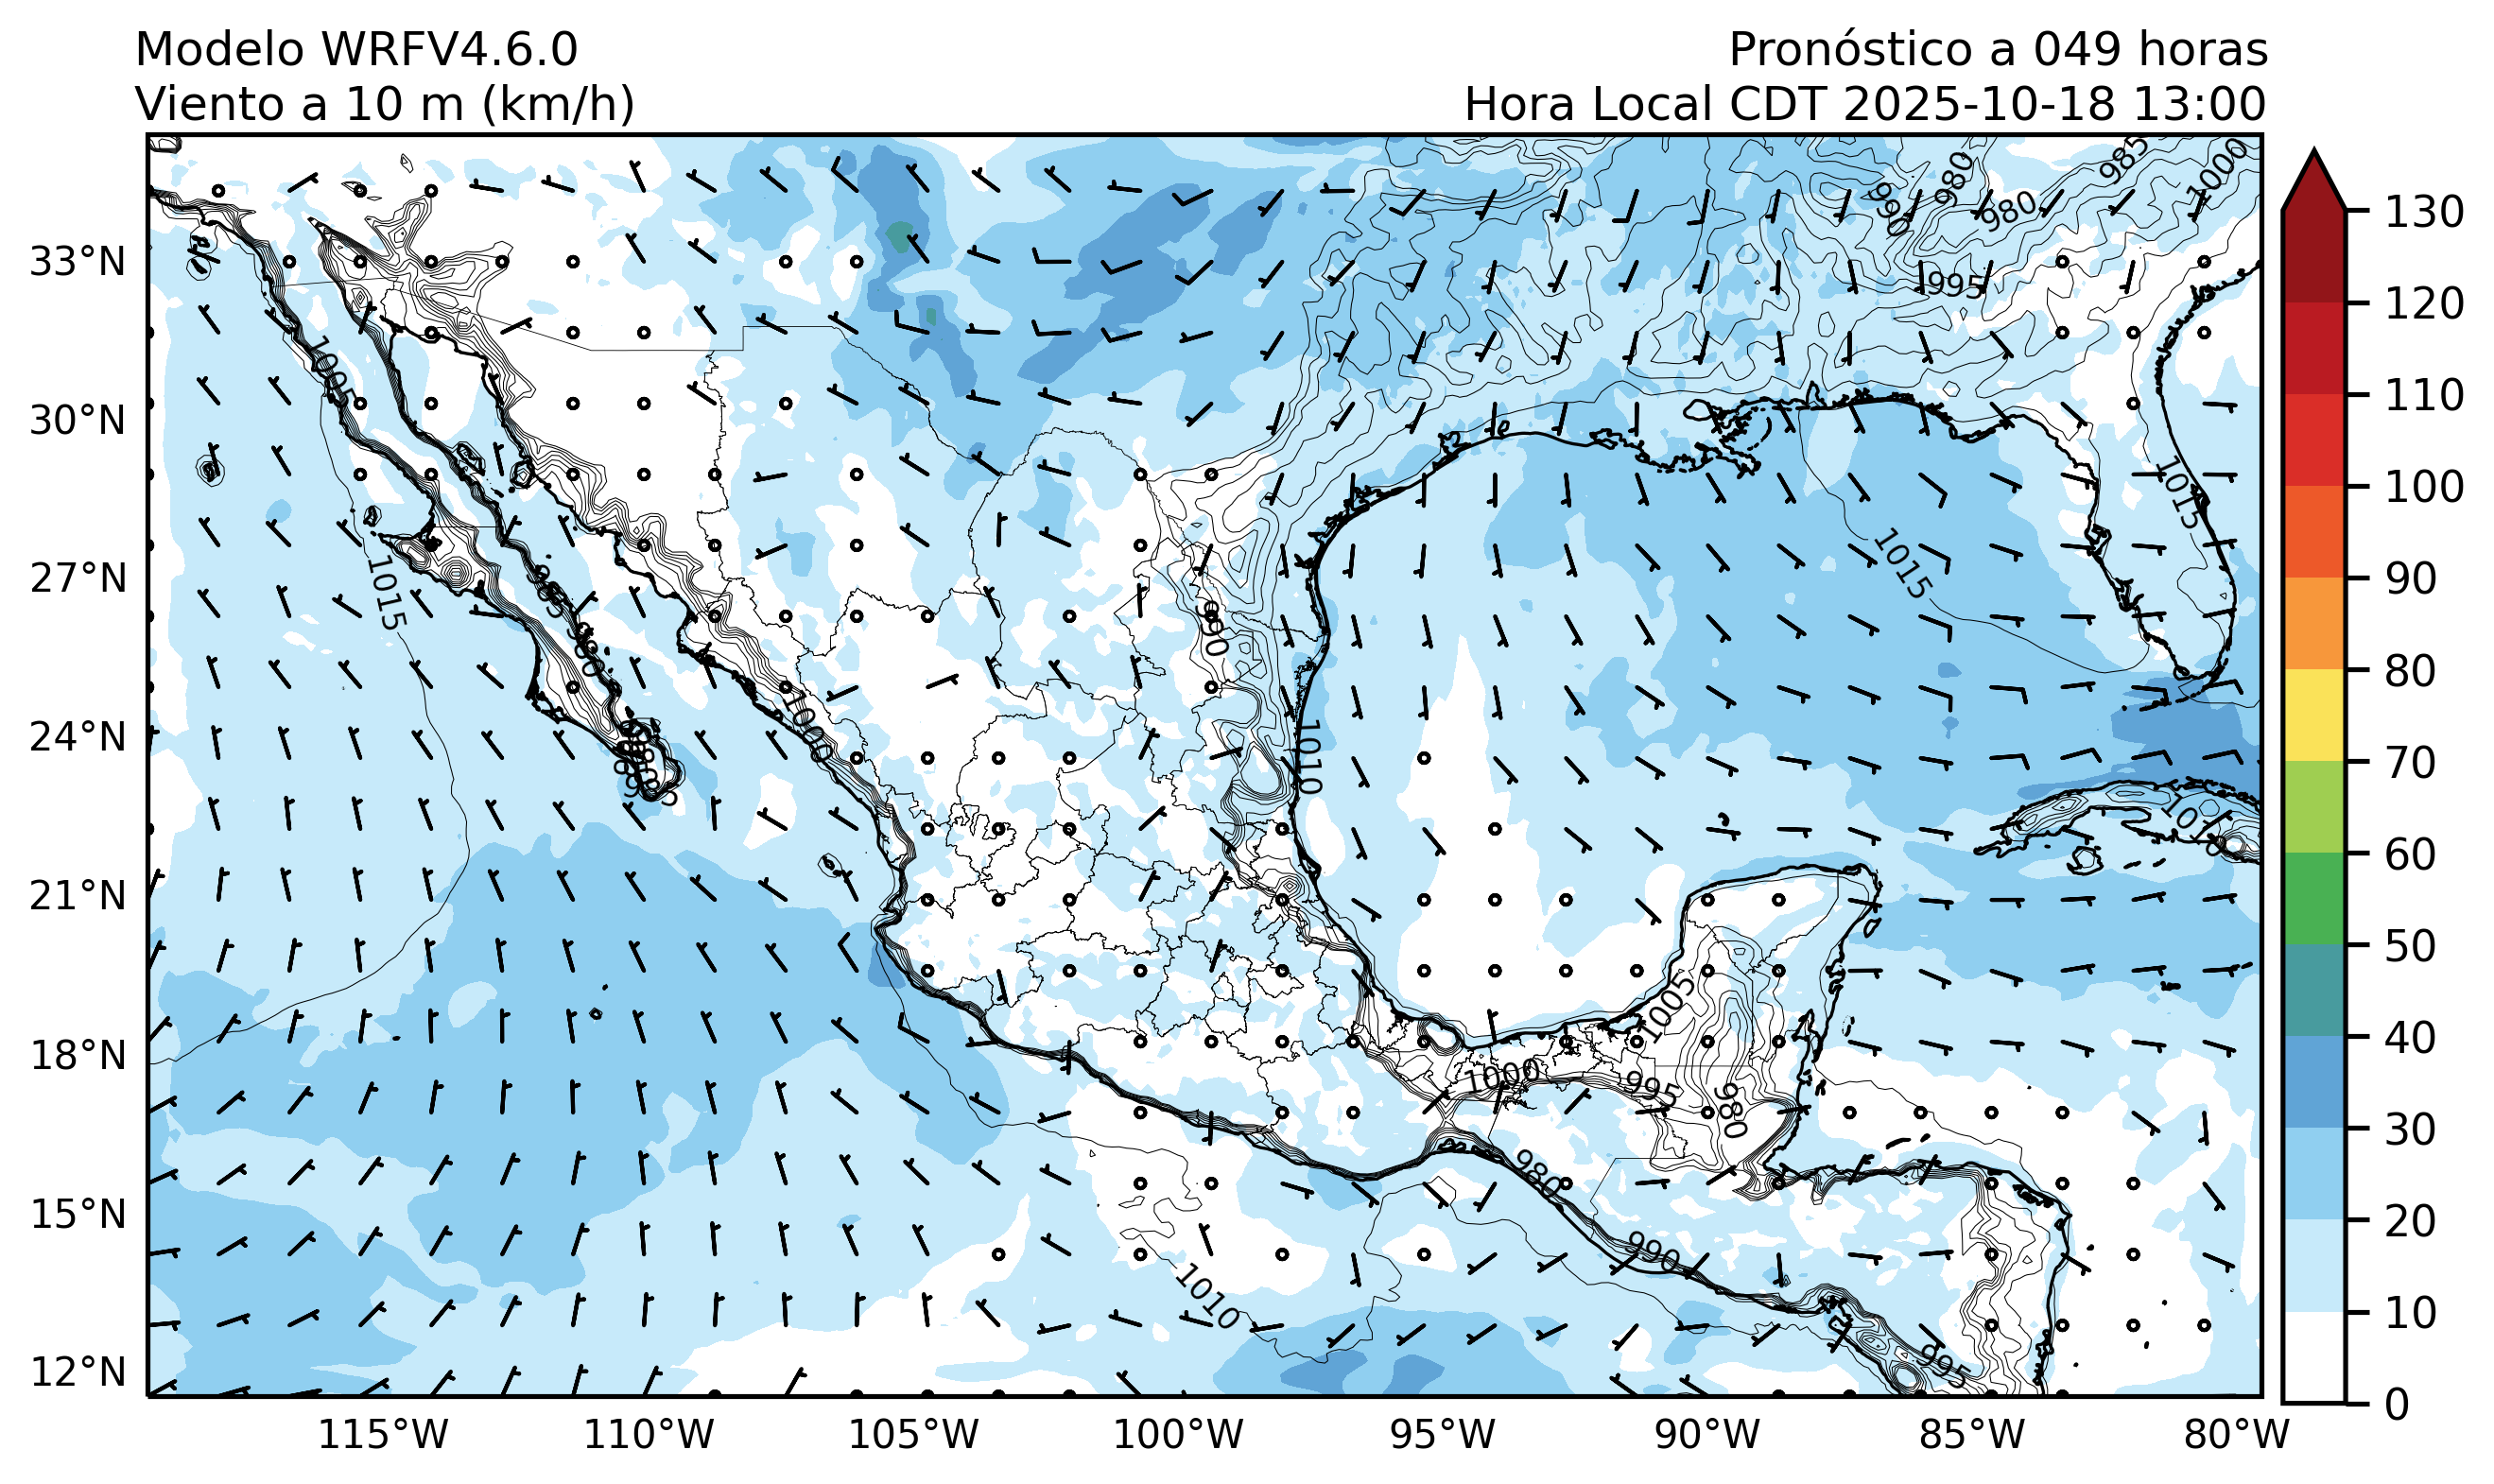 Modelo WRFV4.6.0
Pronóstico a 049 horas
Viento a 10 m (km/h)
Hora Local CDT 2025-10-18 13:00
33°N
30°N
27°N
24°N
21°N
18°N
15°N
12°N
115°W
110°W
105°W
100°W
95°W
90°W
85°W
80°W
130
120
110
100
90
80
70
60
50
40
30
20
10
0
985
1000
980
990
980
995
1005
1015
1015
1015
985
990
990
1000
1010
1010
1005
1000
995
980
980
990
1010
995